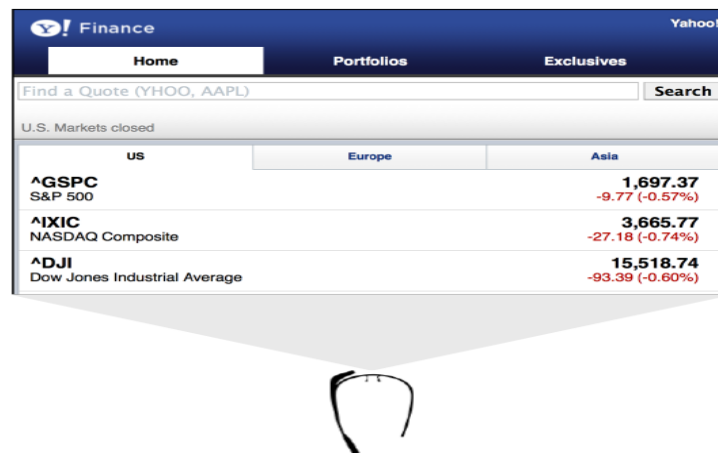 Y! Finance
Yahoo!
Home Portfolios Exclusives
Find a Quote (YHOO, AAPL) Search
U.S. Markets closed
US Europe Asia
^GSPC 1,697.37
S&P 500 -9.77 (-0.57%)
^IXIC 3,665.77
NASDAQ Composite -27.18 (-0.74%)
^DJI 15,518.74
Dow Jones Industrial Average -93.39 (-0.60%)